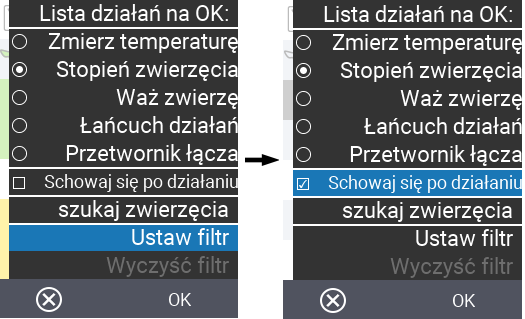 Lista działań na OK:
Zmierz temperaturę
Stopień zwierzęcia
Waż zwierzę
Łańcuch działań
Przetwornik łącza
Schowaj się po działaniu
szukaj zwierzęcia
Ustaw filtr
Wyczyść filtr
OK
Lista działań na OK:
Zmierz temperaturę
Stopień zwierzęcia
Waż zwierzę
Łańcuch działań
Przetwornik łącza
Schowaj się po działaniu
szukaj zwierzęcia
Ustaw filtr
Wyczyść filtr
OK